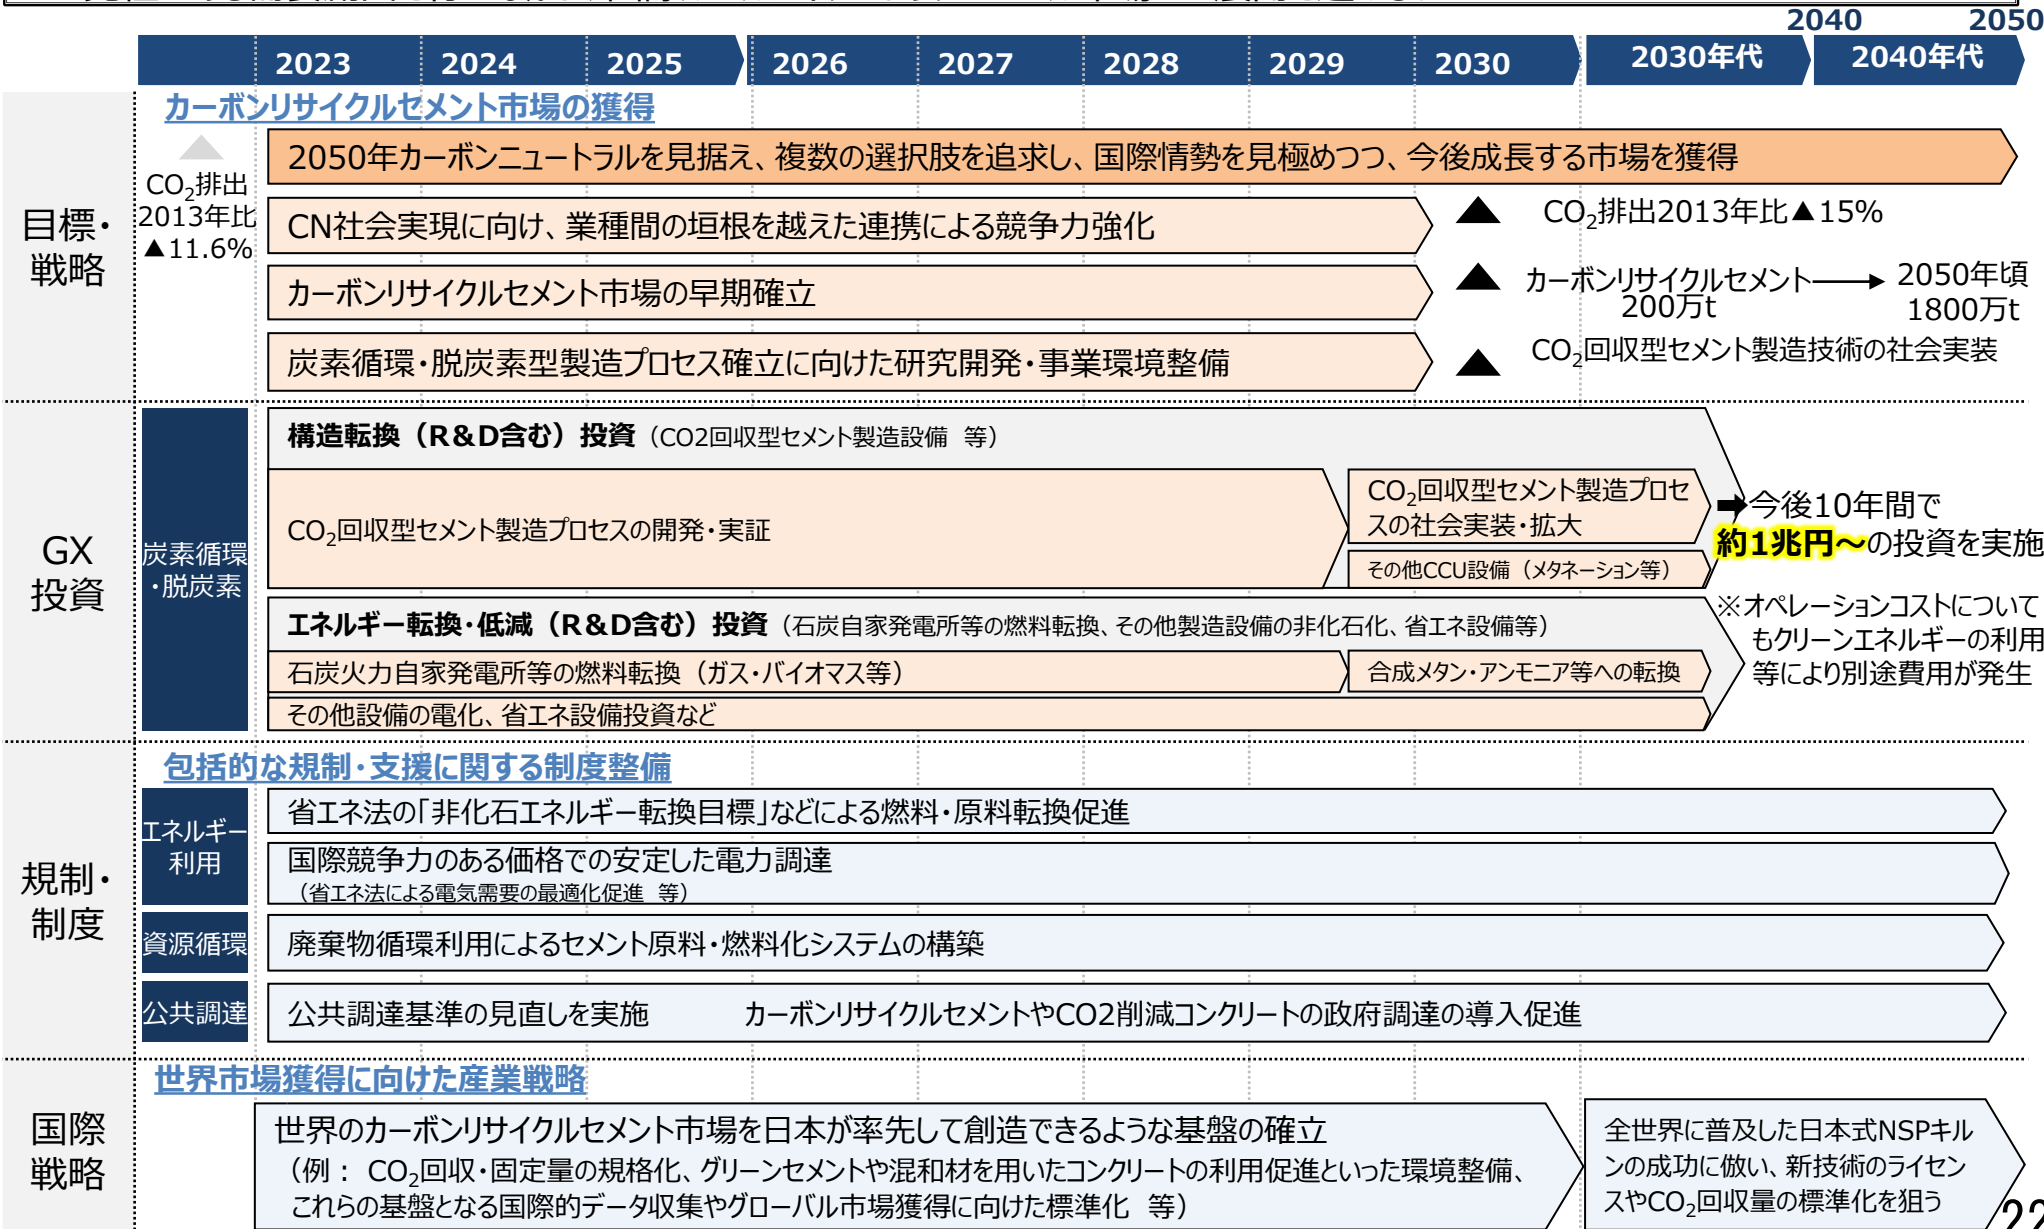 2040 2050
2023 2024 2025 2026 2027 2028 2029 2030 2030年代 2040年代
目標・
戦略
カーボンリサイクルセメント市場の獲得
CO2排出
2013年比
▲11.6%
2050年カーボンニュートラルを見据え、複数の選択肢を追求し、国際情勢を見極めつつ、今後成長する市場を獲得
CN社会実現に向け、業種間の垣根を越えた連携による競争力強化
CO2排出2013年比▲15%
カーボンリサイクルセメント市場の早期確立
カーボンリサイクルセメント
200万t
2050年頃
1800万t
炭素循環・脱炭素型製造プロセス確立に向けた研究開発・事業環境整備
CO2回収型セメント製造技術の社会実装
GX
投資
炭素循環
・脱炭素
構造転換（R&D含む）投資（CO2回収型セメント製造設備 等）
CO2回収型セメント製造プロセスの開発・実証
CO2回収型セメント製造プロセ
スの社会実装・拡大
その他CCU設備（メタネーション等）
➡今後10年間で
約1兆円～の投資を実施
エネルギー転換・低減（R&D含む）投資（石炭自家発電所等の燃料転換、その他製造設備の非化石化、省エネ設備等）
石炭火力自家発電所等の燃料転換（ガス・バイオマス等）
合成メタン・アンモニア等への転換
その他設備の電化、省エネ設備投資など
※オペレーションコストについて
もクリーンエネルギーの利用
等により別途費用が発生
規制・
制度
包括的な規制・支援に関する制度整備
エネルギー
利用
省エネ法の「非化石エネルギー転換目標」などによる燃料・原料転換促進
国際競争力のある価格での安定した電力調達
（省エネ法による電気需要の最適化促進 等）
資源循環
廃棄物循環利用によるセメント原料・燃料化システムの構築
公共調達
公共調達基準の見直しを実施 カーボンリサイクルセメントやCO2削減コンクリートの政府調達の導入促進
国際
戦略
世界市場獲得に向けた産業戦略
世界のカーボンリサイクルセメント市場を日本が率先して創造できるような基盤の確立
（例： CO2回収・固定量の規格化、グリーンセメントや混和材を用いたコンクリートの利用促進といった環境整備、
これらの基盤となる国際的データ収集やグローバル市場獲得に向けた標準化 等）
全世界に普及した日本式NSPキル
ンの成功に倣い、新技術のライセン
スやCO2回収量の標準化を狙う
22